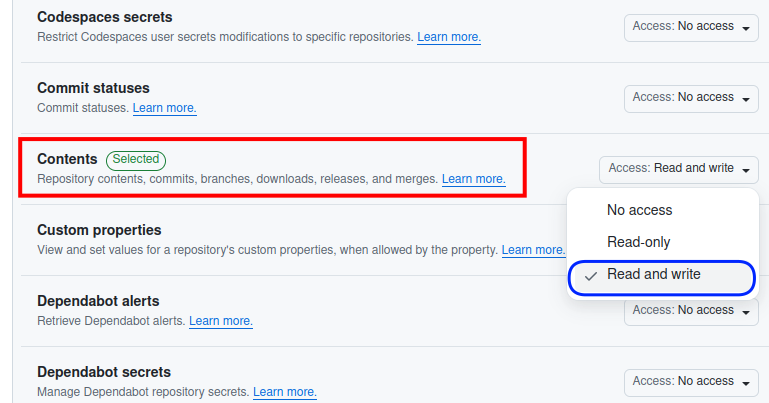 Codespaces secrets
Restrict Codespaces user secrets modifications to specific repositories. Learn more.
Access: No access
Commit statuses
Commit statuses. Learn more.
Access: No access
Contents Selected
Repository contents, commits, branches, downloads, releases, and merges. Learn more.
Access: Read and write
No access
Read-only
Read and write
Custom properties
View and set values for a repository's custom properties, when allowed by the property. Learn more.
Dependabot alerts
Retrieve Dependabot alerts. Learn more.
Access: No access
Dependabot secrets
Manage Dependabot repository secrets. Learn more.
Access: No access